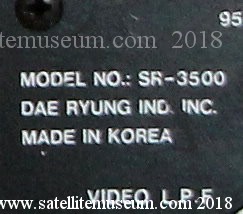 95
llitemuseum.com 2018
MODEL NO.: SR-3500
DAE RYUNG IND. INC.
MADE IN KOREA
www.satellitemuseum.com 2018
VIDEO I.R.F.